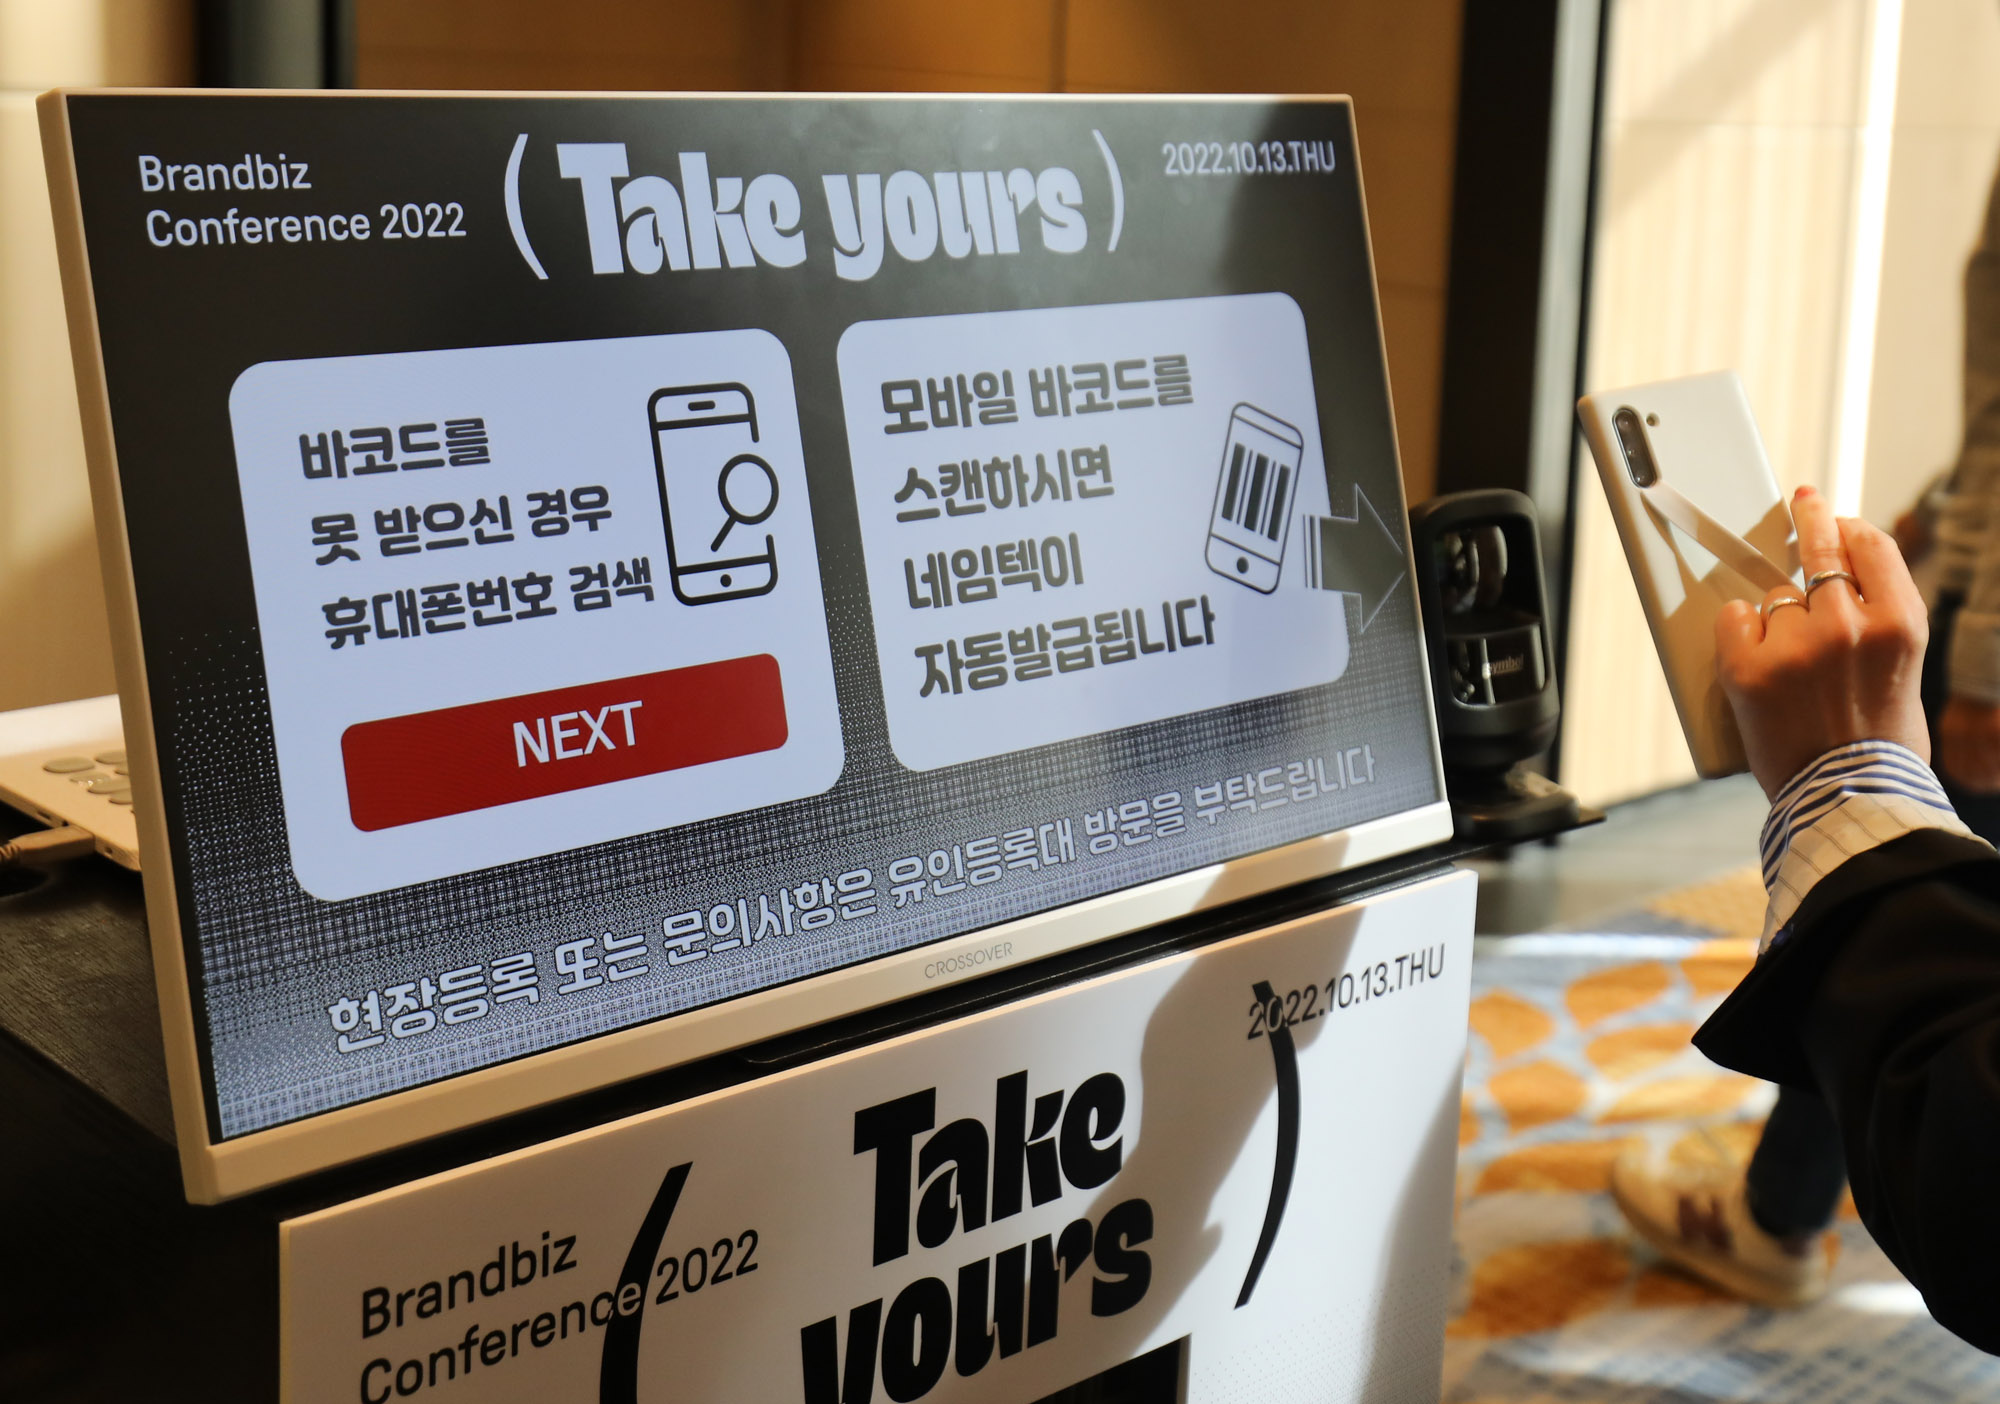 Brandbiz
Conference 2022
(Take yours)
2022.10.13.THU
바코드를
못 받으신 경우
휴대폰번호 검색
NEXT
모바일 바코드를
스캔하시면
네임텍이
자동발급됩니다
현장등록 또는 문의사항은 유인등록대 방문을 부탁드립니다
CROSSOVER
symbol
2022.10.13.THU
(Take
yours)
Brandbiz
Conference 2022
N